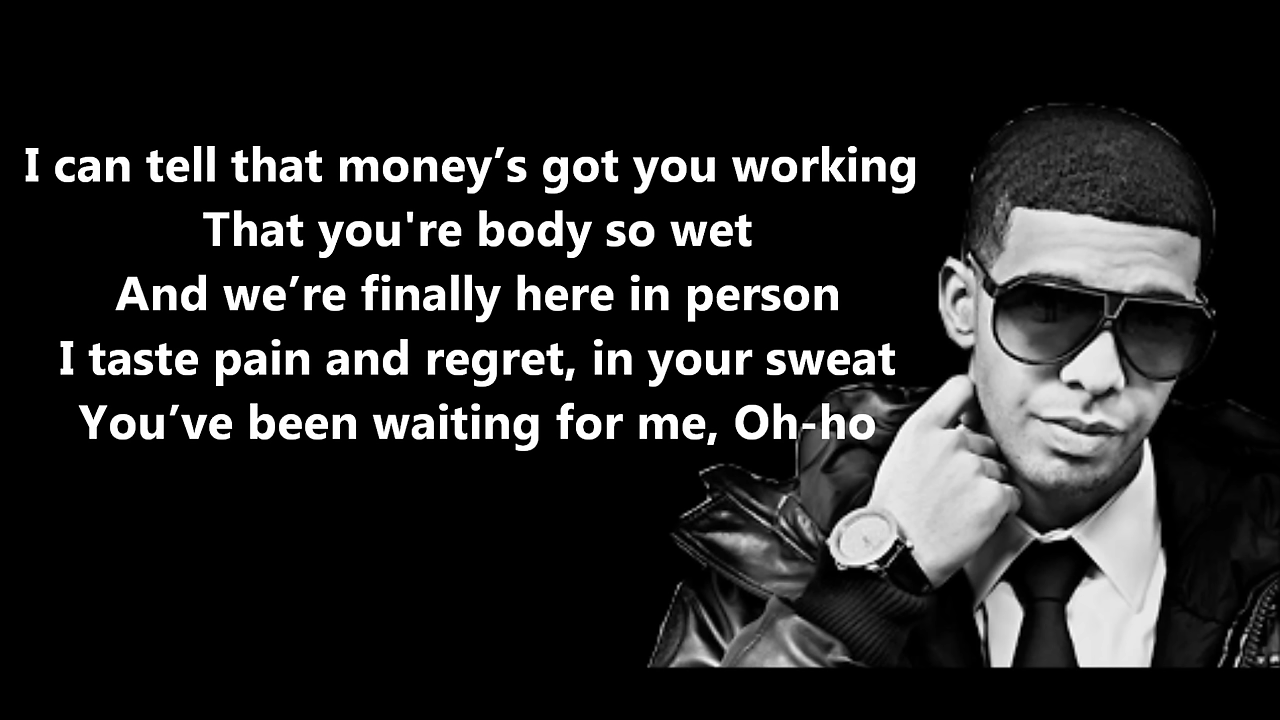 I can tell that money’s got you working
That you're body so wet
And we’re finally here in person
I taste pain and regret, in your sweat
You’ve been waiting for me, Oh-ho